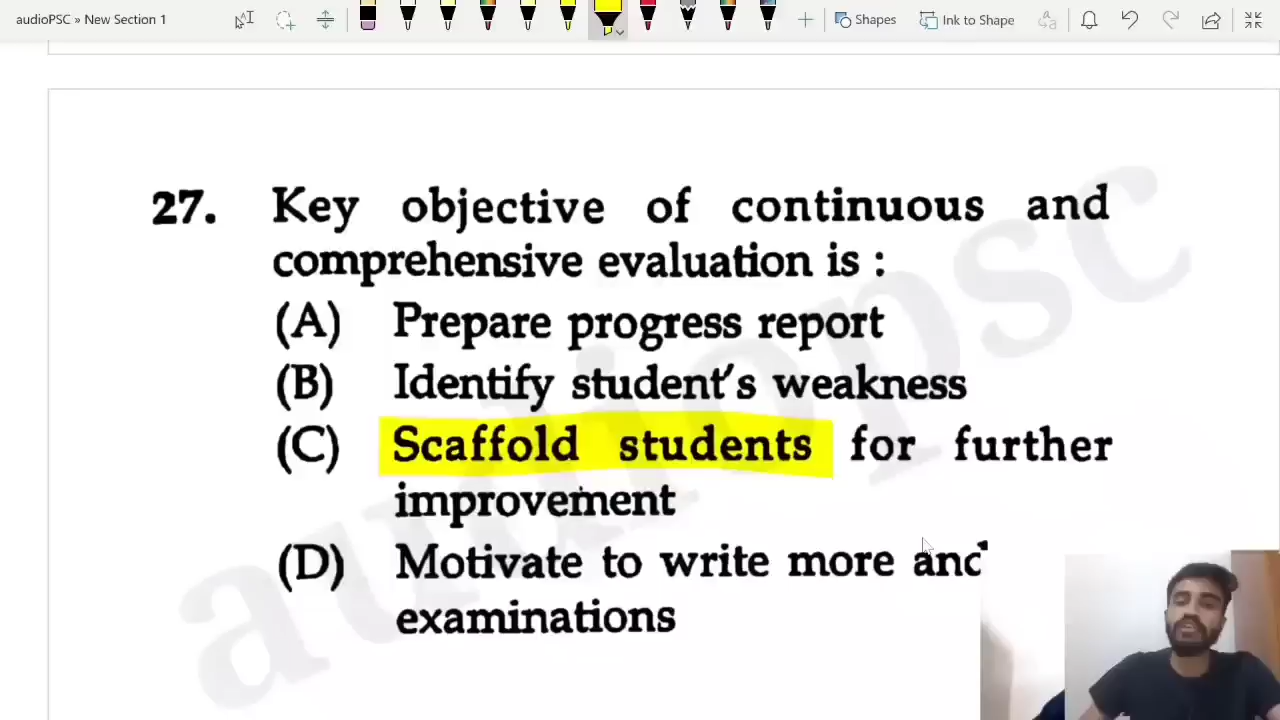 audioPSC » New Section 1
Shapes
Ink to Shape
27. Key objective of continuous and
comprehensive evaluation is :
(A) Prepare progress report
(B) Identify student's weakness
(C) Scaffold students for further
improvement
(D) Motivate to write more
examinations
audiopsc